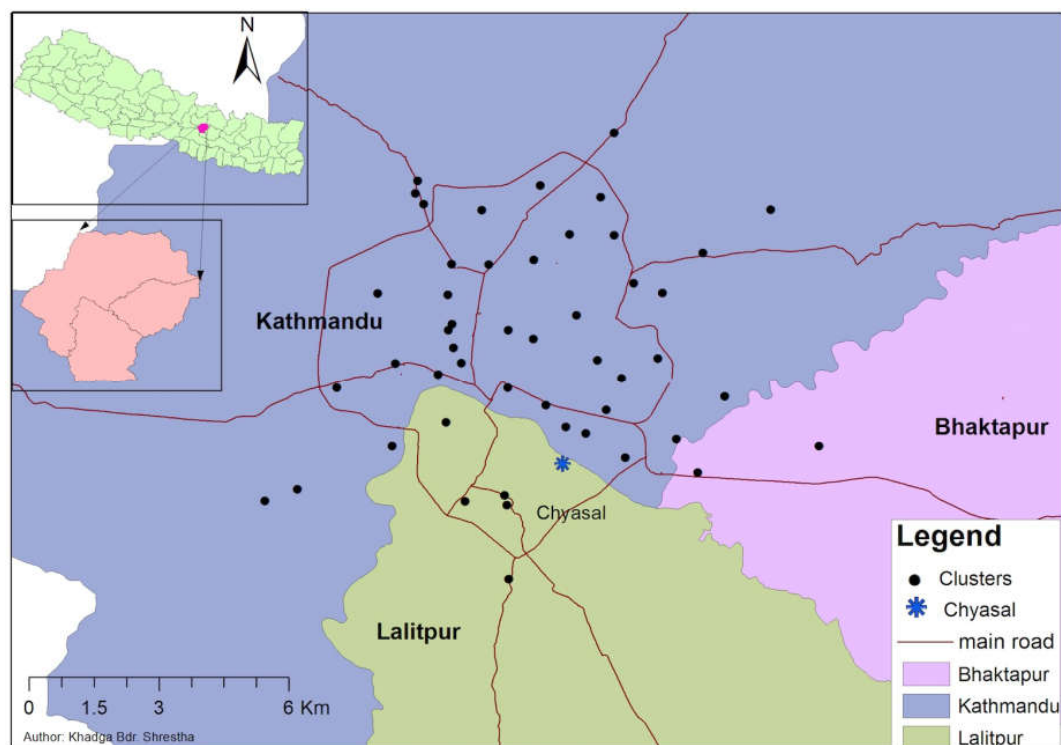 N
Kathmandu
Bhaktapur
Chyasal
Lalitpur
0 1.5 3 6 Km
Author: Khadga Bdr. Shrestha
Legend
Clusters
Chyasal
main road
Bhaktapur
Kathmandu
Lalitpur